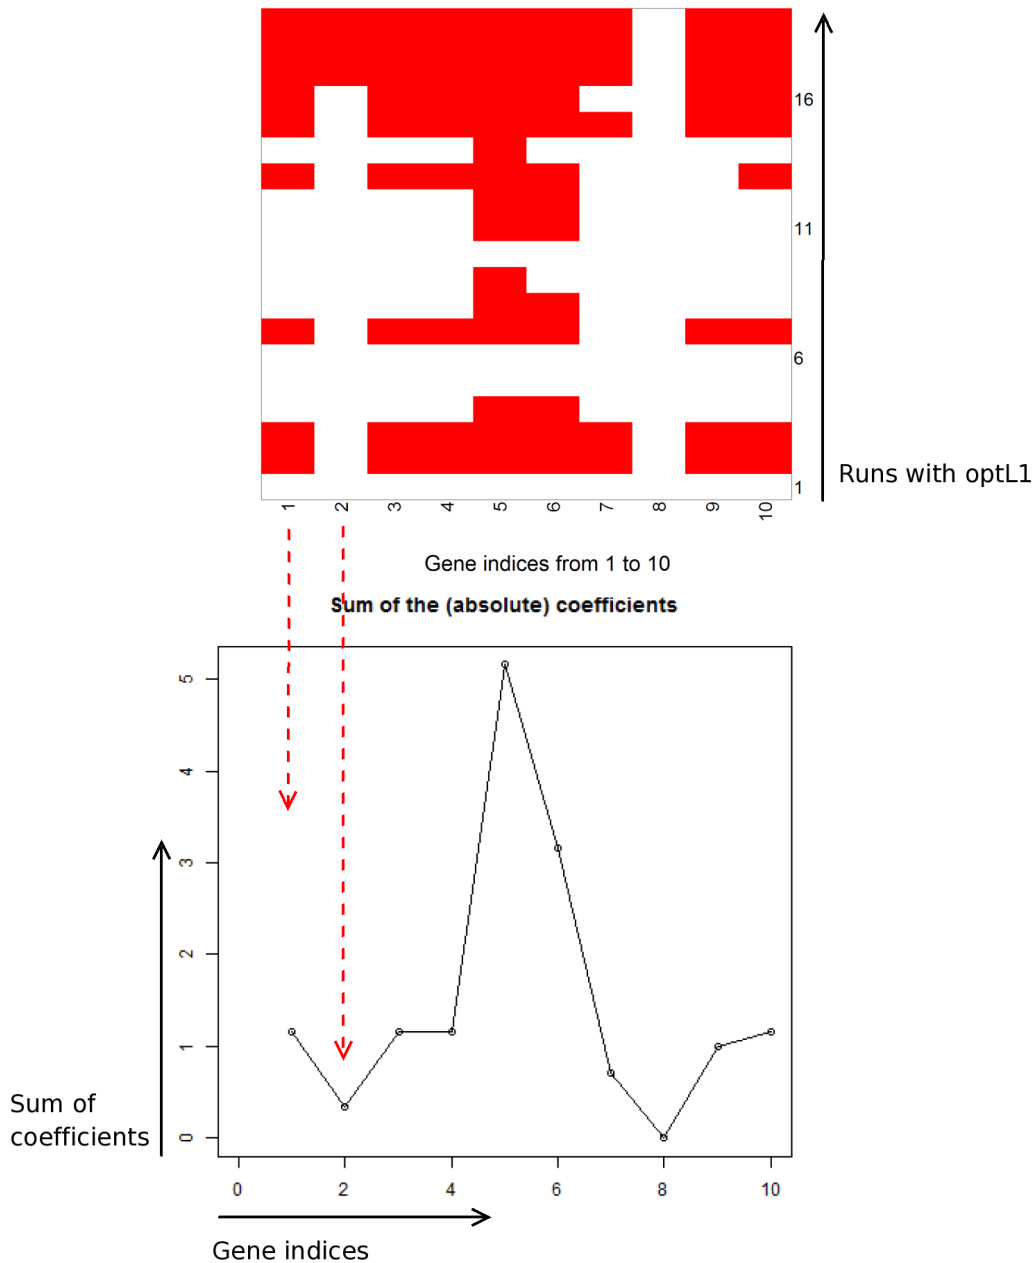 16
11
6
Runs with optL1
1
1 2 3 4 5 6 7 8 9 10
Gene indices from 1 to 10
Sum of the (absolute) coefficients
5
4
3
2
1
Sum of
coefficients
0
0 2 4 6 8 10
Gene indices